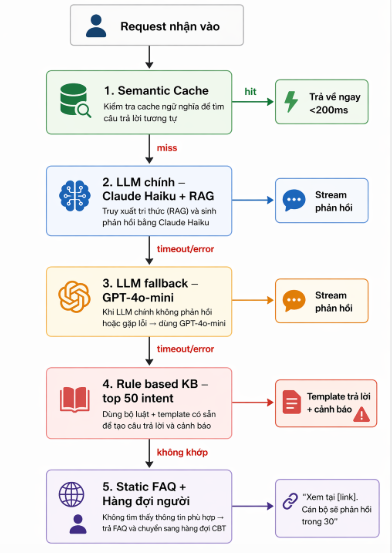 Request nhận vào
1. Semantic Cache
Kiểm tra cache ngữ nghĩa để tìm
câu trả lời tương tự
hit
Trả về ngay
<200ms
miss
2. LLM chính –
Claude Haiku + RAG
Truy xuất tri thức (RAG) và sinh
phản hồi bằng Claude Haiku
Stream
phản hồi
timeout/error
3. LLM fallback –
GPT-4o-mini
Khi LLM chính không phản hồi
hoặc gặp lỗi → dùng GPT-4o-mini
Stream
phản hồi
timeout/error
4. Rule based KB –
top 50 intent
Dùng bộ luật + template có sẵn
để tạo câu trả lời và cảnh báo
Template trả lời
+ cảnh báo
không khớp
5. Static FAQ +
Hàng đợi người
Không tìm thấy thông tin phù hợp →
trả FAQ và chuyển sang hàng đợi CBT
"Xem tại [link].
Cán bộ sẽ phản hồi
trong 30"